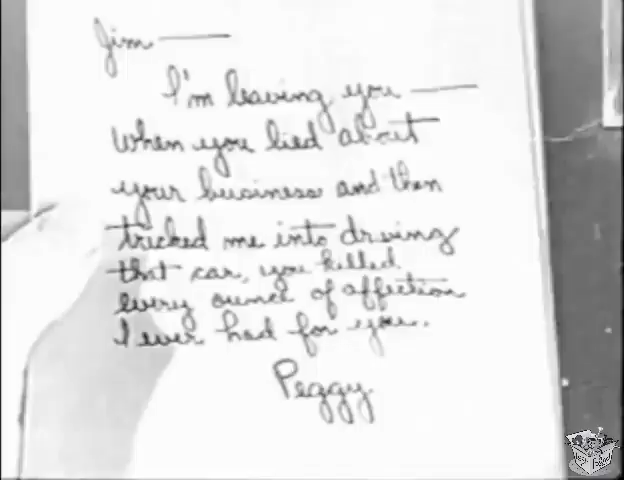 Jim —
I'm leaving you —
When you lied about
your business and then
tricked me into driving
that car, you killed
every ounce of affection
I ever had for you.
Peggy